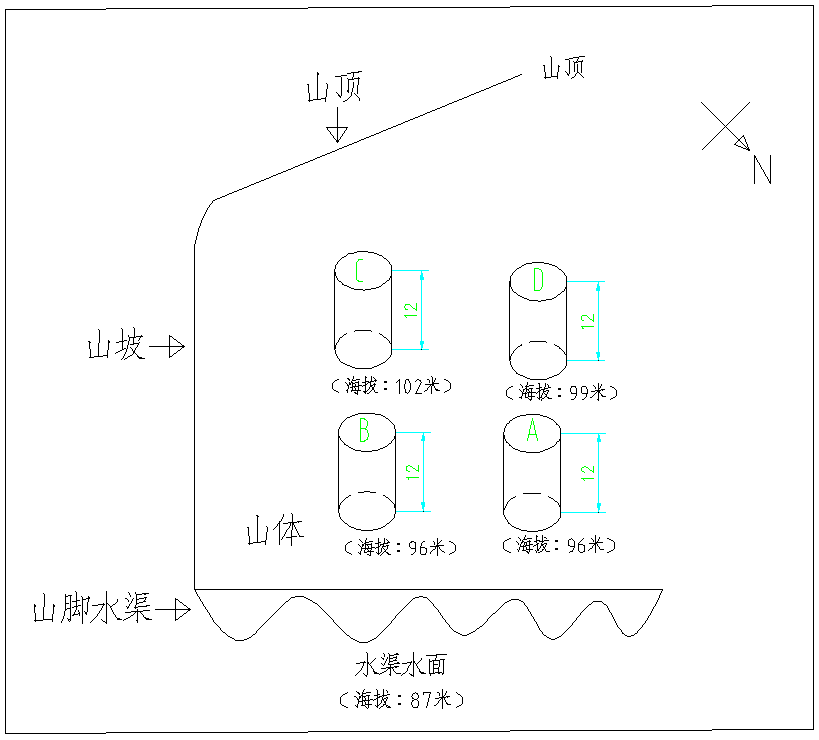 山顶
山顶
N
C
12
D
12
山坡
(海拔：102米)
(海拔：99米)
B
12
A
12
山体
(海拔：96米)
(海拔：96米)
山脚水渠
水渠水面
(海拔：87米)